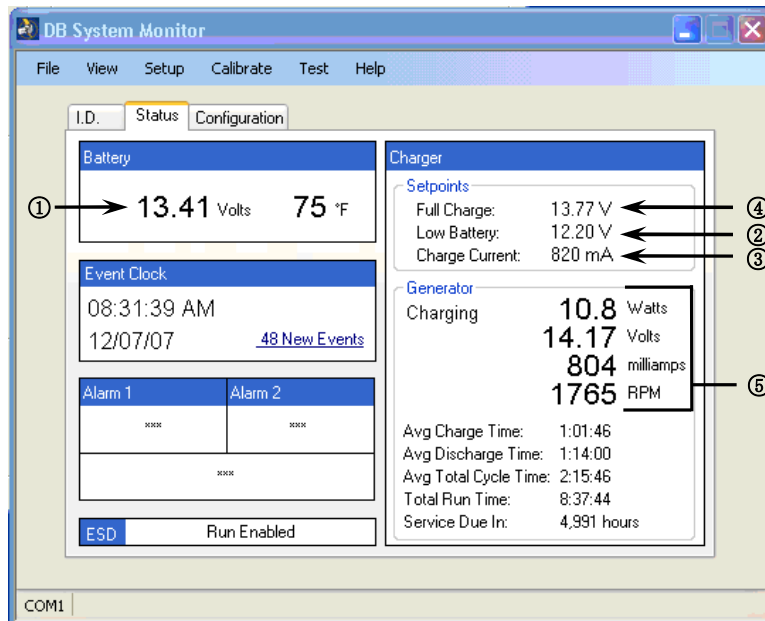 DB System Monitor
File View Setup Calibrate Test Help
I.D. Status Configuration
Battery
① 13.41 Volts 75 °F
Event Clock
08:31:39 AM
12/07/07 48 New Events
Alarm 1 Alarm 2
*** ***
***
ESD Run Enabled
Charger
Setpoints
Full Charge: 13.77 V ④
Low Battery: 12.20 V ②
Charge Current: 820 mA ③
Generator
Charging 10.8 Watts
14.17 Volts
804 milliamps
1765 RPM
⑤
Avg Charge Time: 1:01:46
Avg Discharge Time: 1:14:00
Avg Total Cycle Time: 2:15:46
Total Run Time: 8:37:44
Service Due In: 4,991 hours
COM1